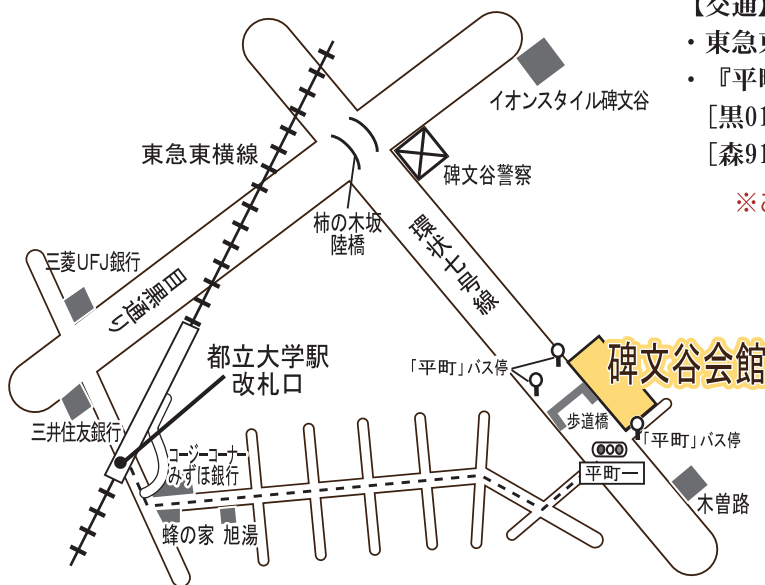 【交通】
・東急東
・『平町
［黒01
［森91
※ご
イオンスタイル碑文谷
東急東横線
碑文谷警察
柿の木坂
陸橋
環状七号線
三菱UFJ銀行
目黒通り
都立大学駅
改札口
「平町」バス停
碑文谷会館
歩道橋
「平町」バス停
三井住友銀行
コージーコーナー
みずほ銀行
平町一
木曽路
蜂の家
旭湯